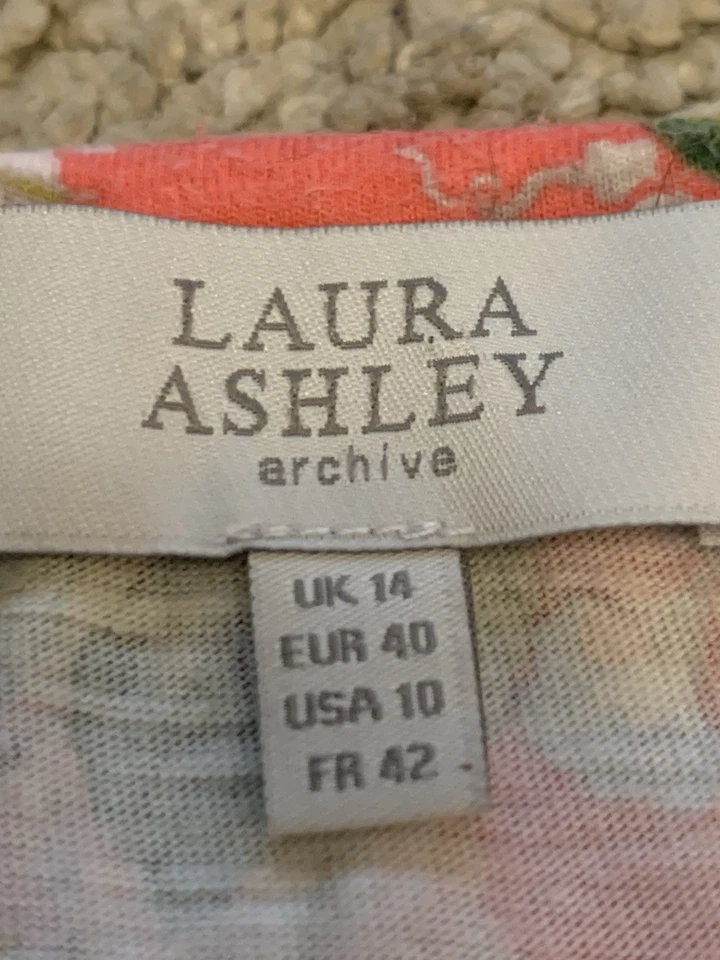 LAURA
ASHLEY
archive
UK 14
EUR 40
USA 10
FR 42